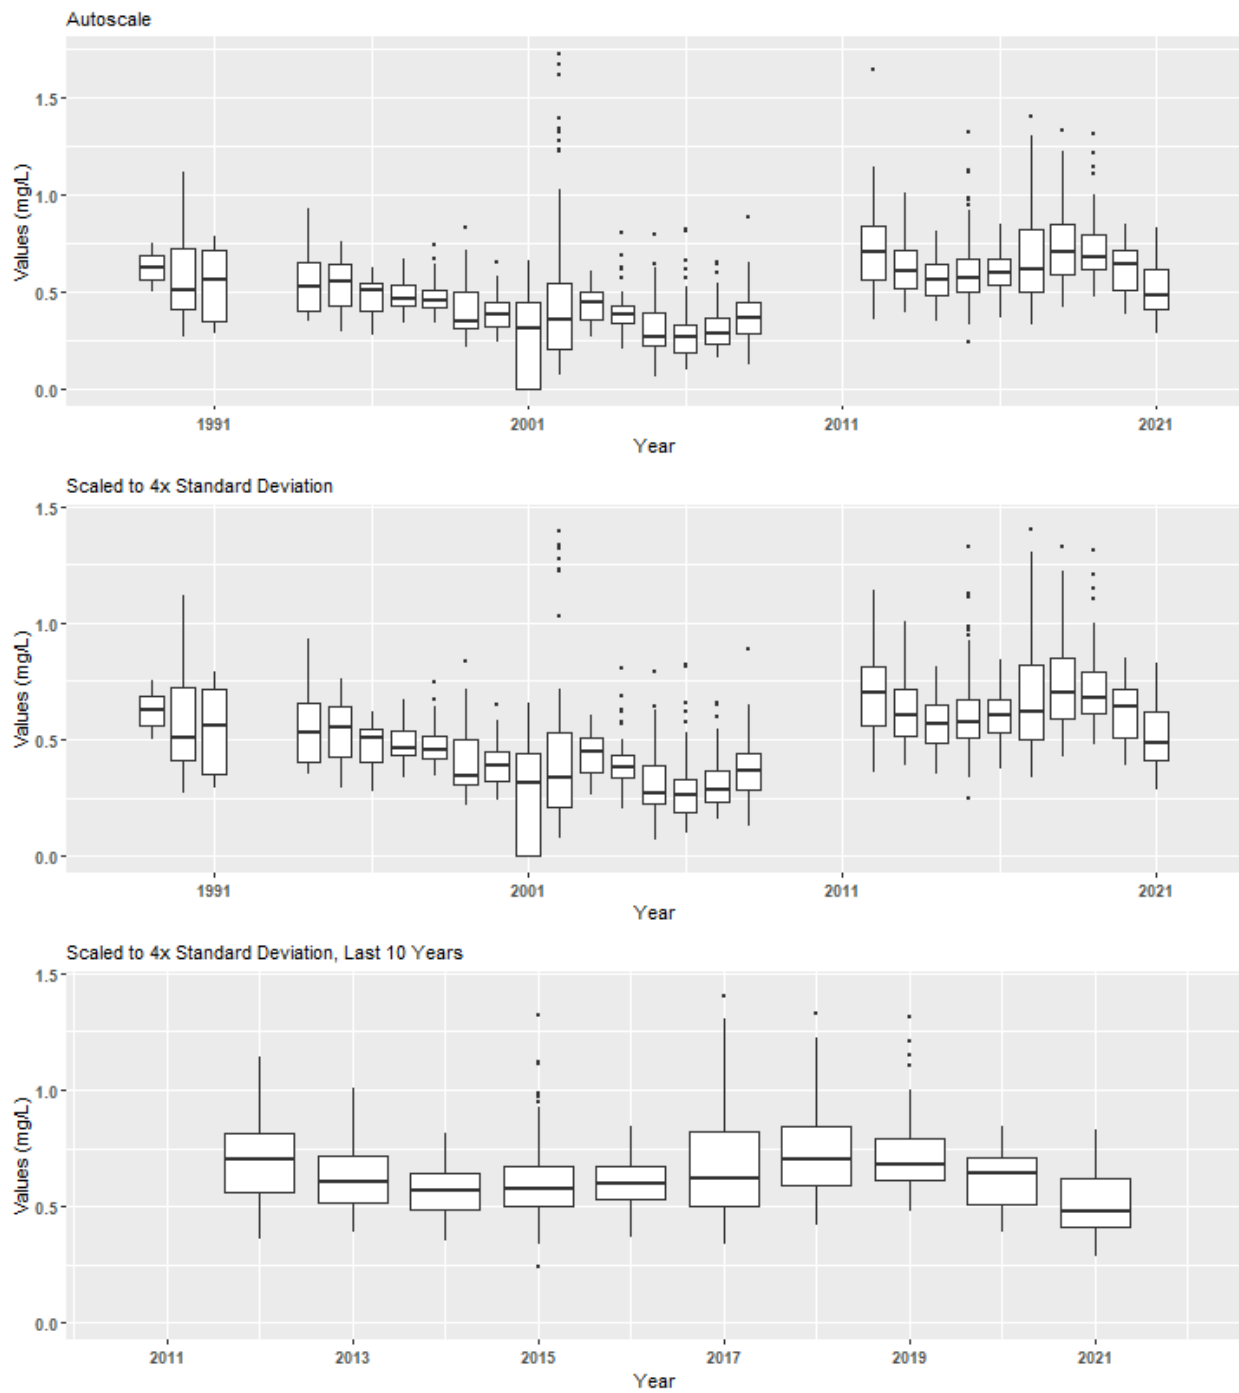 Autoscale
Values (mg/L)
1.5
1.0
0.5
0.0
1991 2001 2011 2021
Year
Scaled to 4x Standard Deviation
Values (mg/L)
1.5
1.0
0.5
0.0
1991 2001 2011 2021
Year
Scaled to 4x Standard Deviation, Last 10 Years
Values (mg/L)
1.5
1.0
0.5
0.0
2011 2013 2015 2017 2019 2021
Year